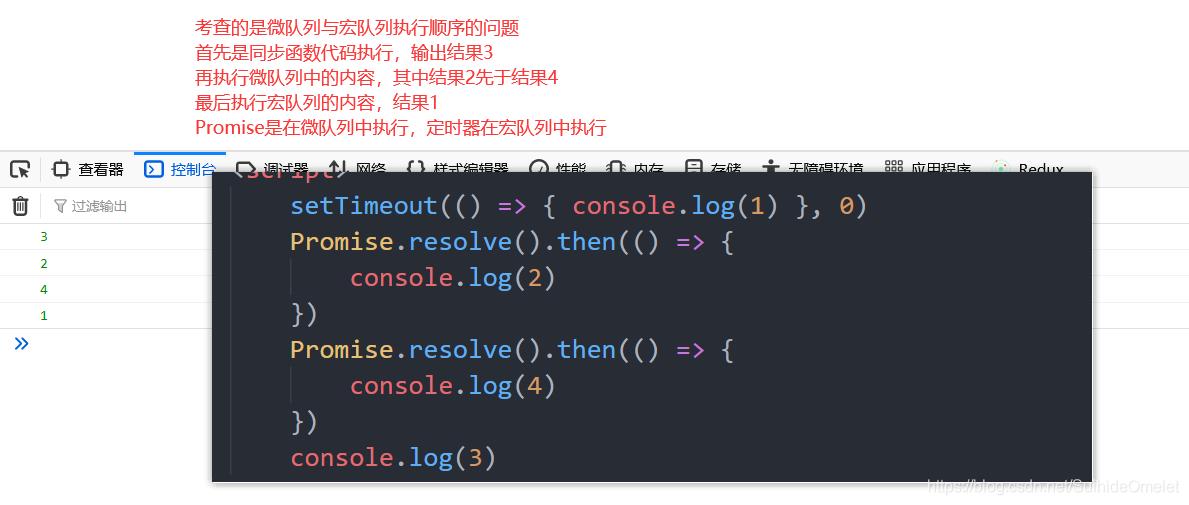 考查的是微队列与宏队列执行顺序的问题
首先是同步函数代码执行，输出结果3
再执行微队列中的内容，其中结果2先于结果4
最后执行宏队列的内容，结果1
Promise是在微队列中执行，定时器在宏队列中执行
查看器 控制台 调试器 网络 样式编辑器 性能 内存 存储 无障碍环境 应用程序 Redux
过滤输出
3
2
4
1
<script>
setTimeout(() => { console.log(1) }, 0)
Promise.resolve().then(() => {
console.log(2)
})
Promise.resolve().then(() => {
console.log(4)
})
console.log(3)
https://blog.csdn.net/SuihideOmelet